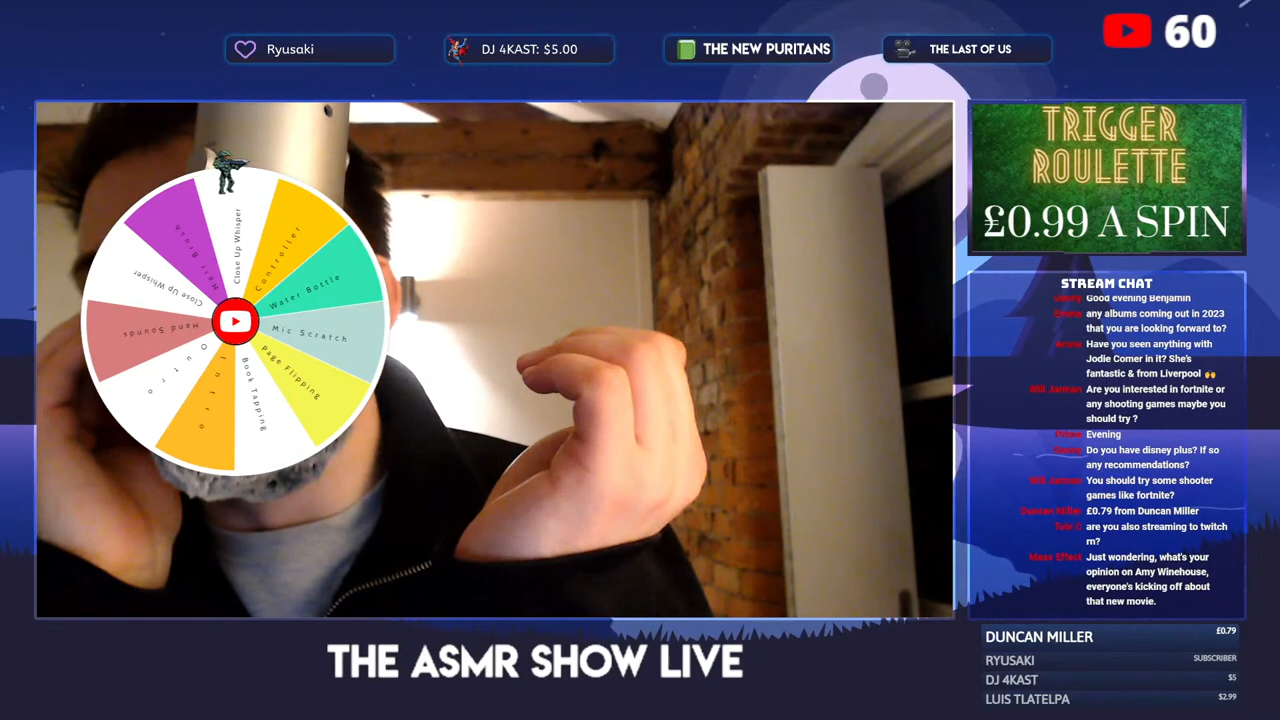 60
Ryusaki
DJ 4KAST: $5.00
THE NEW PURITANS
THE LAST OF US
TRIGGER
ROULETTE
£0.99 A SPIN
Close Up Whisper
Controller
Water Bottle
Mic Scratch
Page Flipping
Book Tapping
Intro
Outro
Hand Sounds
Close Up Whisper
Hair Brush
STREAM CHAT
Good evening Benjamin
any albums coming out in 2023
that you are looking forward to?
Have you seen anything with
Jodie Comer in it? She's
fantastic & from Liverpool 🙌
Will Jarman Are you interested in fortnite or
any shooting games maybe you
should try ?
Evening
Do you have disney plus? If so
any recommendations?
Will Jarman You should try some shooter
games like fortnite?
Duncan Miller £0.79 from Duncan Miller
are you also streaming to twitch
rn?
Mass Effect Just wondering, what's your
opinion on Amy Winehouse,
everyone's kicking off about
that new movie.
THE ASMR SHOW LIVE
DUNCAN MILLER £0.79
RYUSAKI SUBSCRIBER
DJ 4KAST $5
LUIS TLATELPA $2.99